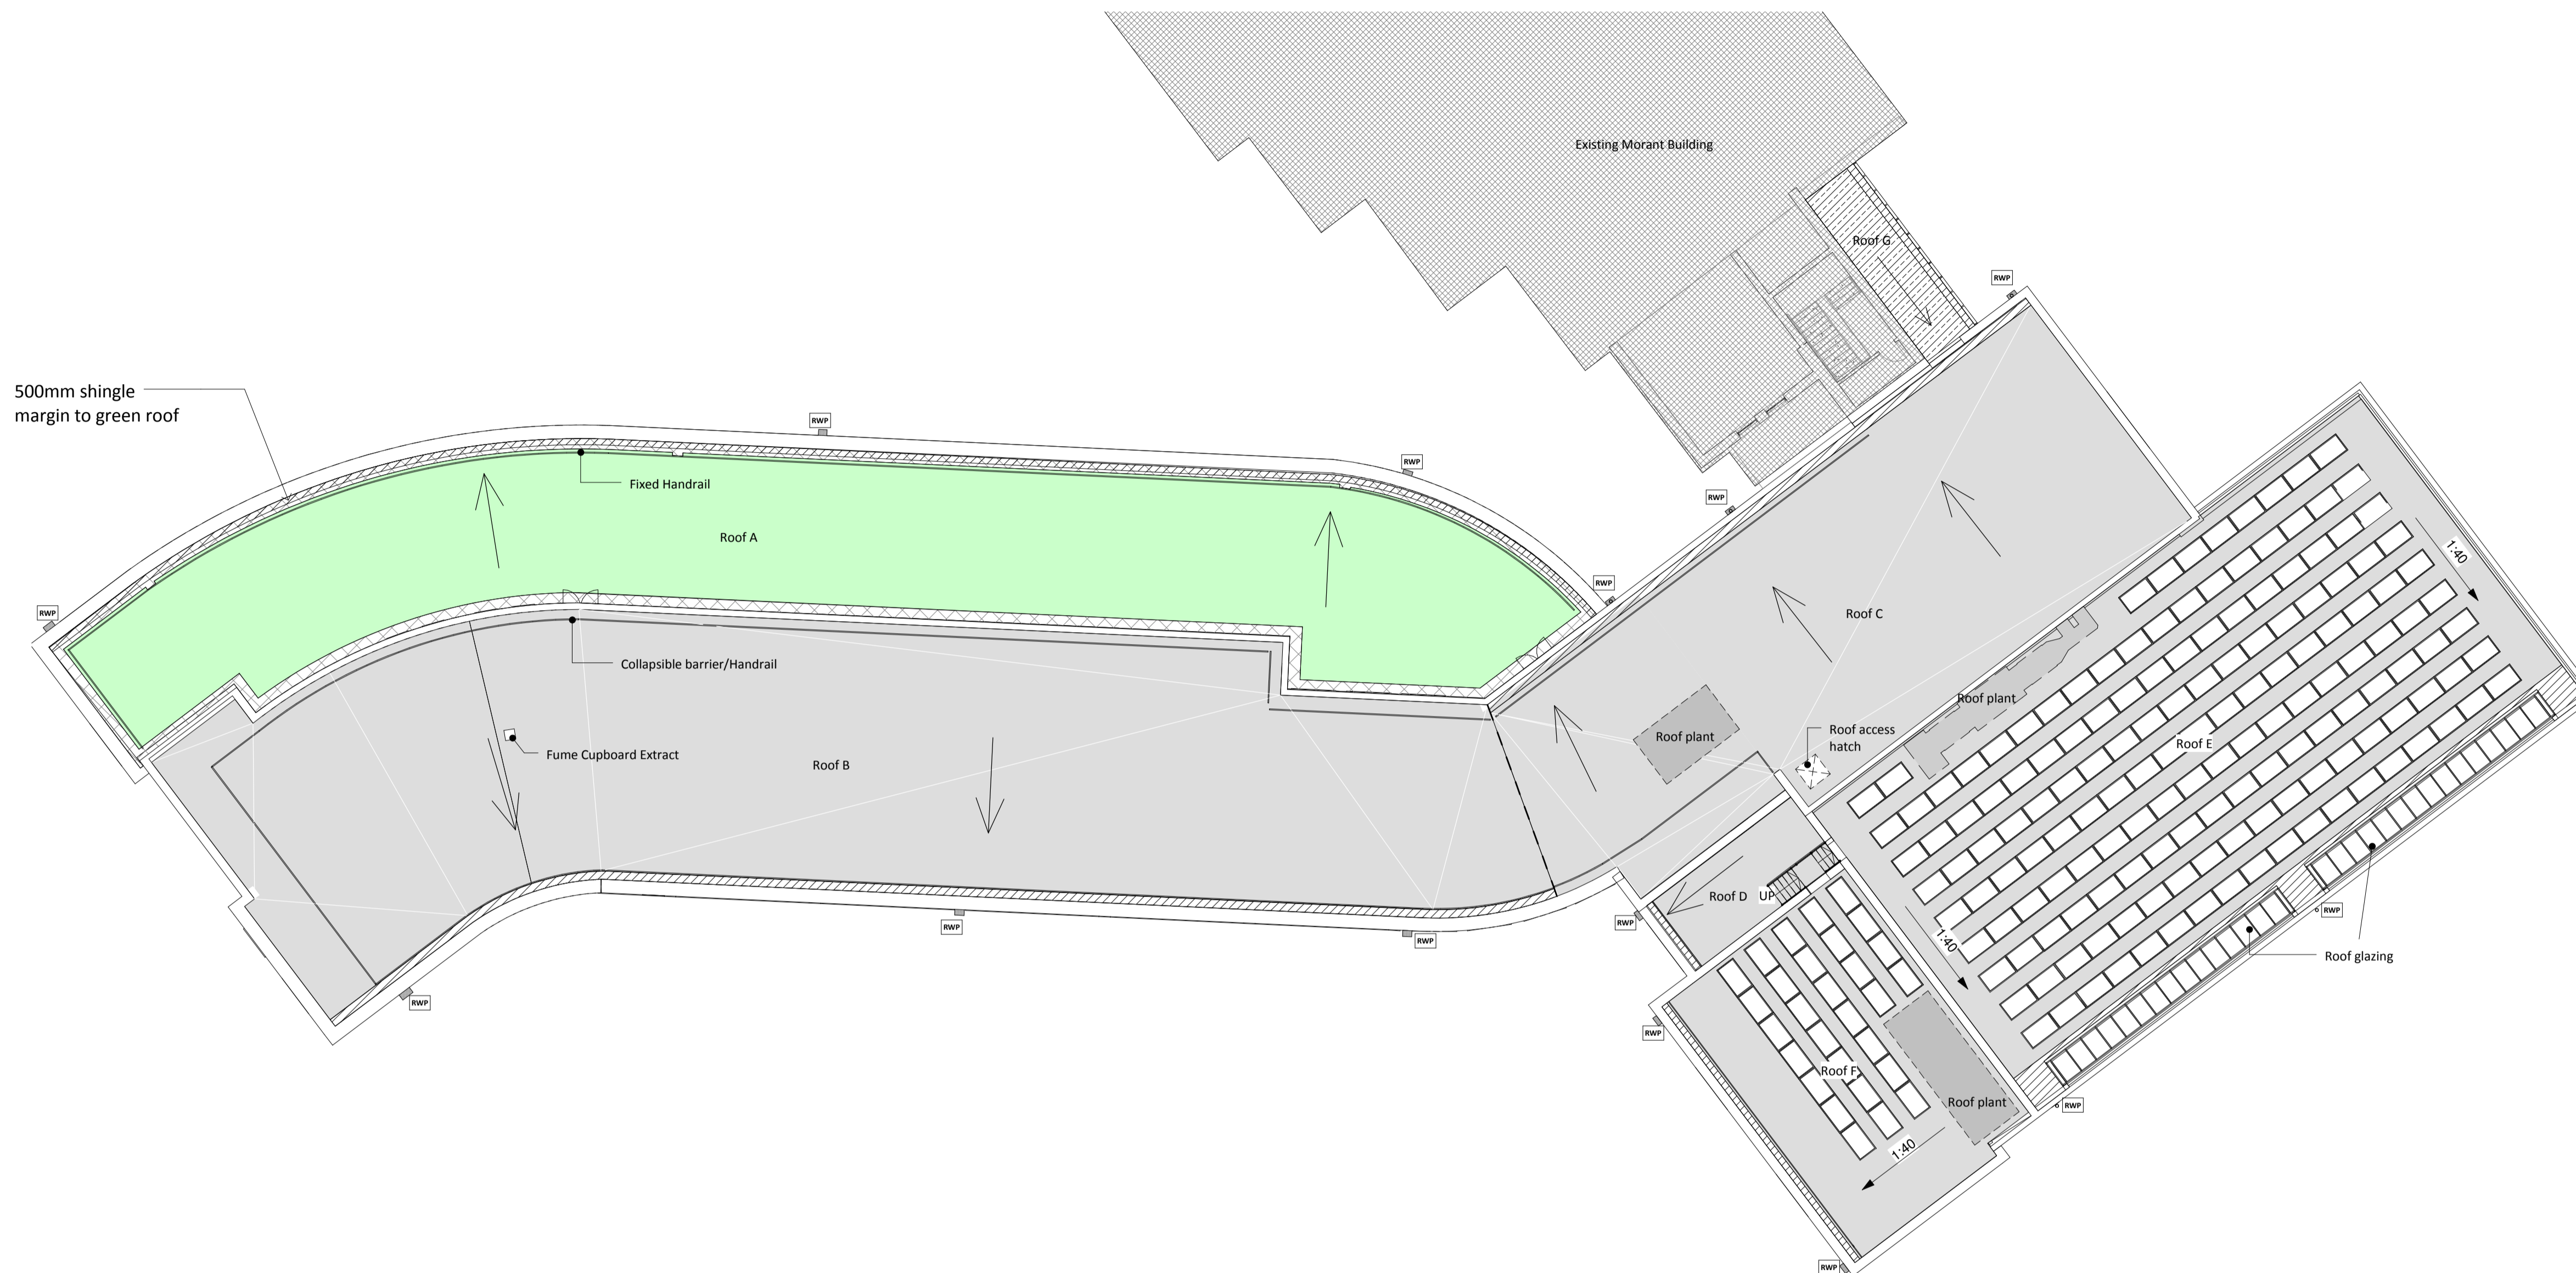 Existing Morant Building
Roof G
RWP
500mm shingle
margin to green roof
RWP
RWP
Fixed Handrail
RWP
Roof A
1:40
RWP
RWP
Roof C
Collapsible barrier/Handrail
Roof plant
Roof access
hatch
Roof plant
Roof E
Fume Cupboard Extract
Roof B
Roof D
UP
RWP
RWP
RWP
RWP
1:40
Roof glazing
RWP
RWP
Roof F
Roof plant
RWP
1:40
RWP